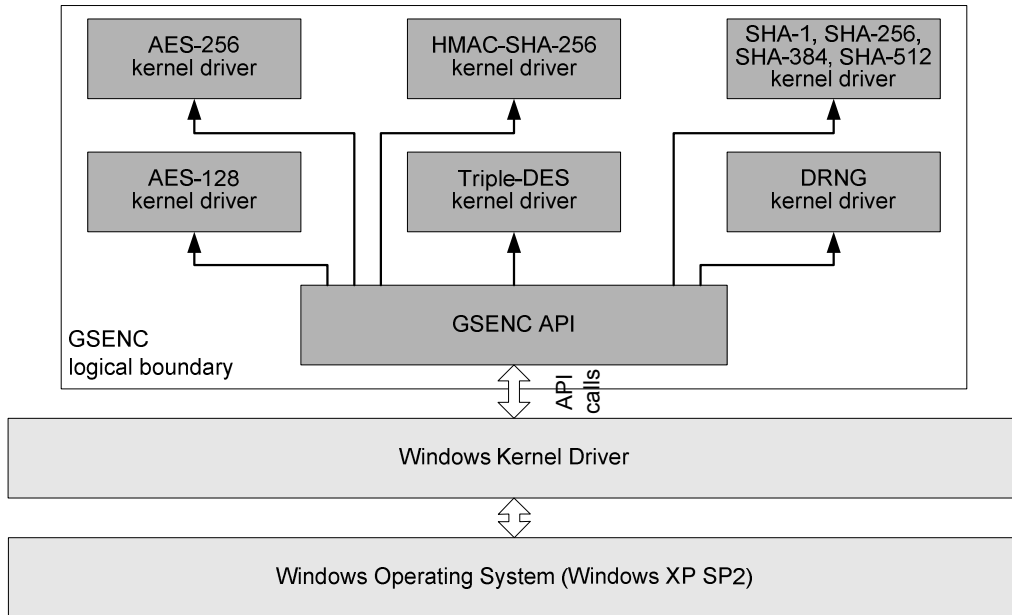 AES-256
kernel driver
HMAC-SHA-256
kernel driver
SHA-1, SHA-256,
SHA-384, SHA-512
kernel driver
AES-128
kernel driver
Triple-DES
kernel driver
DRNG
kernel driver
GSENC API
GSENC
logical boundary
API
calls
Windows Kernel Driver
Windows Operating System (Windows XP SP2)